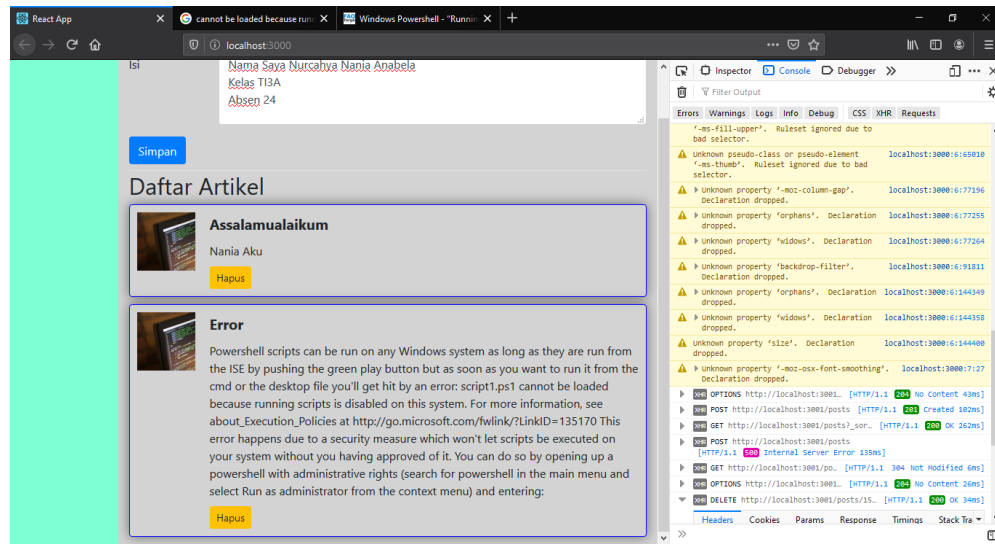 React App
cannot be loaded because runn
Windows Powershell - "Runnin
localhost:3000
Isi
Nama Saya Nurcahya Nania Anabela
Kelas TI3A
Absen 24
Simpan
Daftar Artikel
Assalamualaikum
Nania Aku
Hapus
Error
Powershell scripts can be run on any Windows system as long as they are run from
the ISE by pushing the green play button but as soon as you want to run it from the
cmd or the desktop file you'll get hit by an error: script1.ps1 cannot be loaded
because running scripts is disabled on this system. For more information, see
about_Execution_Policies at http://go.microsoft.com/fwlink/?LinkID=135170 This
error happens due to a security measure which won't let scripts be executed on
your system without you having approved of it. You can do so by opening up a
powershell with administrative rights (search for powershell in the main menu and
select Run as administrator from the context menu) and entering:
Hapus
Inspector Console Debugger
Filter Output
Errors Warnings Logs Info Debug CSS XHR Requests
'-ms-fill-upper'. Ruleset ignored due to
bad selector.
Unknown pseudo-class or pseudo-element localhost:3000:6:65010
'-ms-thumb'. Ruleset ignored due to bad
selector.
Unknown property '-moz-column-gap'. localhost:3000:6:77196
Declaration dropped.
Unknown property 'orphans'. Declaration localhost:3000:6:77255
dropped.
Unknown property 'widows'. Declaration localhost:3000:6:77264
dropped.
Unknown property 'backdrop-filter'. localhost:3000:6:91811
Declaration dropped.
Unknown property 'orphans'. Declaration localhost:3000:6:144349
dropped.
Unknown property 'widows'. Declaration localhost:3000:6:144358
dropped.
Unknown property 'size'. Declaration localhost:3000:6:144400
dropped.
Unknown property '-moz-osx-font-smoothing'. localhost:3000:7:27
Declaration dropped.
XHR OPTIONS http://localhost:3001… [HTTP/1.1 204 No Content 43ms]
XHR POST http://localhost:3001/posts [HTTP/1.1 201 Created 102ms]
XHR GET http://localhost:3001/posts?_sor… [HTTP/1.1 200 OK 262ms]
XHR POST http://localhost:3001/posts
[HTTP/1.1 500 Internal Server Error 135ms]
XHR GET http://localhost:3001/po… [HTTP/1.1 304 Not Modified 6ms]
XHR OPTIONS http://localhost:3001… [HTTP/1.1 204 No Content 26ms]
XHR DELETE http://localhost:3001/posts/15… [HTTP/1.1 200 OK 34ms]
Headers Cookies Params Response Timings Stack Tra